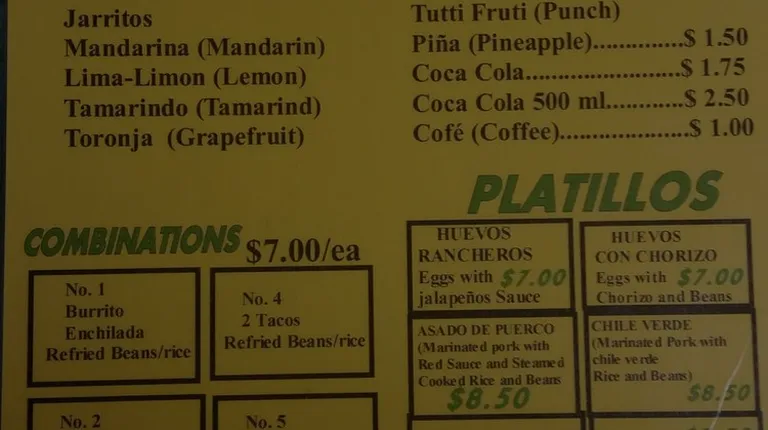 Jarritos
Mandarina (Mandarin)
Lima-Limon (Lemon)
Tamarindo (Tamarind)
Toronja (Grapefruit)
Tutti Fruti (Punch)
Piña (Pineapple)..............$ 1.50
Coca Cola........................$ 1.75
Coca Cola 500 ml............$ 2.50
Cofé (Coffee)....................$ 1.00
COMBINATIONS $7.00/ea
No. 1
Burrito
Enchilada
Refried Beans/rice
No. 4
2 Tacos
Refried Beans/rice
No. 2
No. 5
PLATILLOS
HUEVOS
RANCHEROS
Eggs with $7.00
jalapeños Sauce
HUEVOS
CON CHORIZO
Eggs with $7.00
Chorizo and Beans
ASADO DE PUERCO
(Marinated pork with
Red Sauce and Steamed
Cooked Rice and Beans
$8.50
CHILE VERDE
(Marinated Pork with
chile verde
Rice and Beans)
$8.50